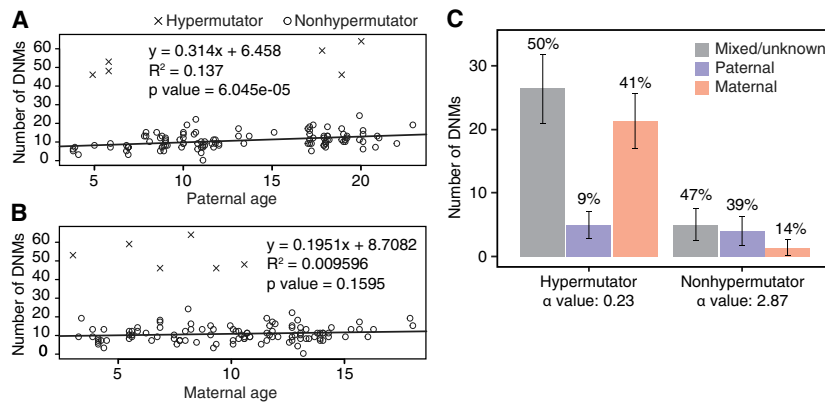 A
× Hypermutator ○ Nonhypermutator
Number of DNMs
60
50
40
30
20
10
0
y = 0.314x + 6.458
R² = 0.137
p value = 6.045e-05
5 10 15 20
Paternal age
B
Number of DNMs
60
50
40
30
20
10
0
y = 0.1951x + 8.7082
R² = 0.009596
p value = 0.1595
5 10 15
Maternal age
C
Number of DNMs
30
20
10
0
Mixed/unknown
Paternal
Maternal
50%
9%
41%
47%
39%
14%
Hypermutator
α value: 0.23
Nonhypermutator
α value: 2.87